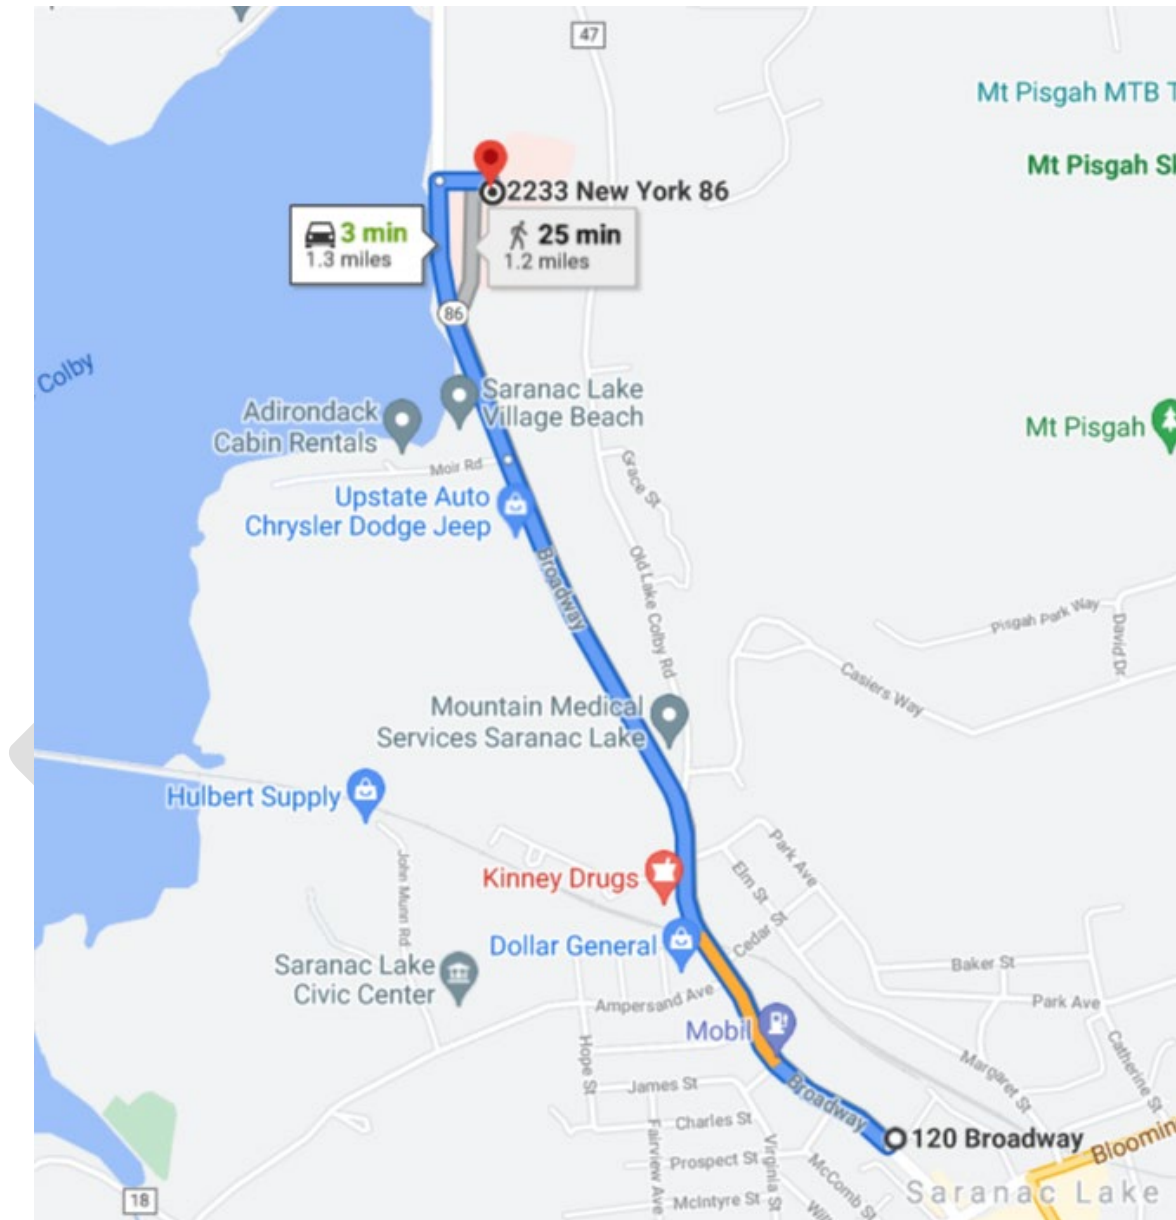 47
Mt Pisgah MTB T
Mt Pisgah Sl
2233 New York 86
3 min
1.3 miles
25 min
1.2 miles
86
Colby
Saranac Lake
Village Beach
Adirondack
Cabin Rentals
Mt Pisgah
Moir Rd
Grace St
Upstate Auto
Chrysler Dodge Jeep
Broadway
Old Lake Colby Rd
Pisgah Park Way
David Dr
Casiers Way
Mountain Medical
Services Saranac Lake
Hulbert Supply
John Munn Rd
Park Ave
Elm St
Kinney Drugs
Cedar St
Dollar General
Saranac Lake
Civic Center
Baker St
Ampersand Ave
Park Ave
Mobil
Hope St
Margaret St
Catherine St
James St
Broadway
Charles St
Fairview Ave
Virginia St
120 Broadway
Bloomin
Prospect St
McComb St
18
McIntyre St
Saranac Lake